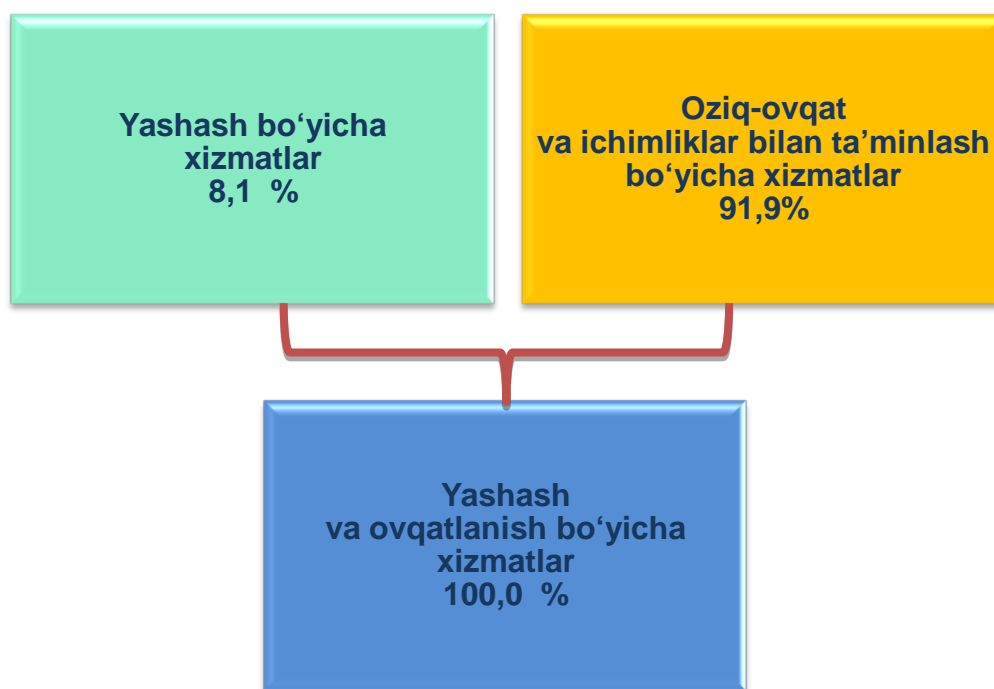 Yashash bo‘yicha
xizmatlar
8,1 %
Oziq-ovqat
va ichimliklar bilan ta’minlash
bo‘yicha xizmatlar
91,9%
Yashash
va ovqatlanish bo‘yicha
xizmatlar
100,0 %